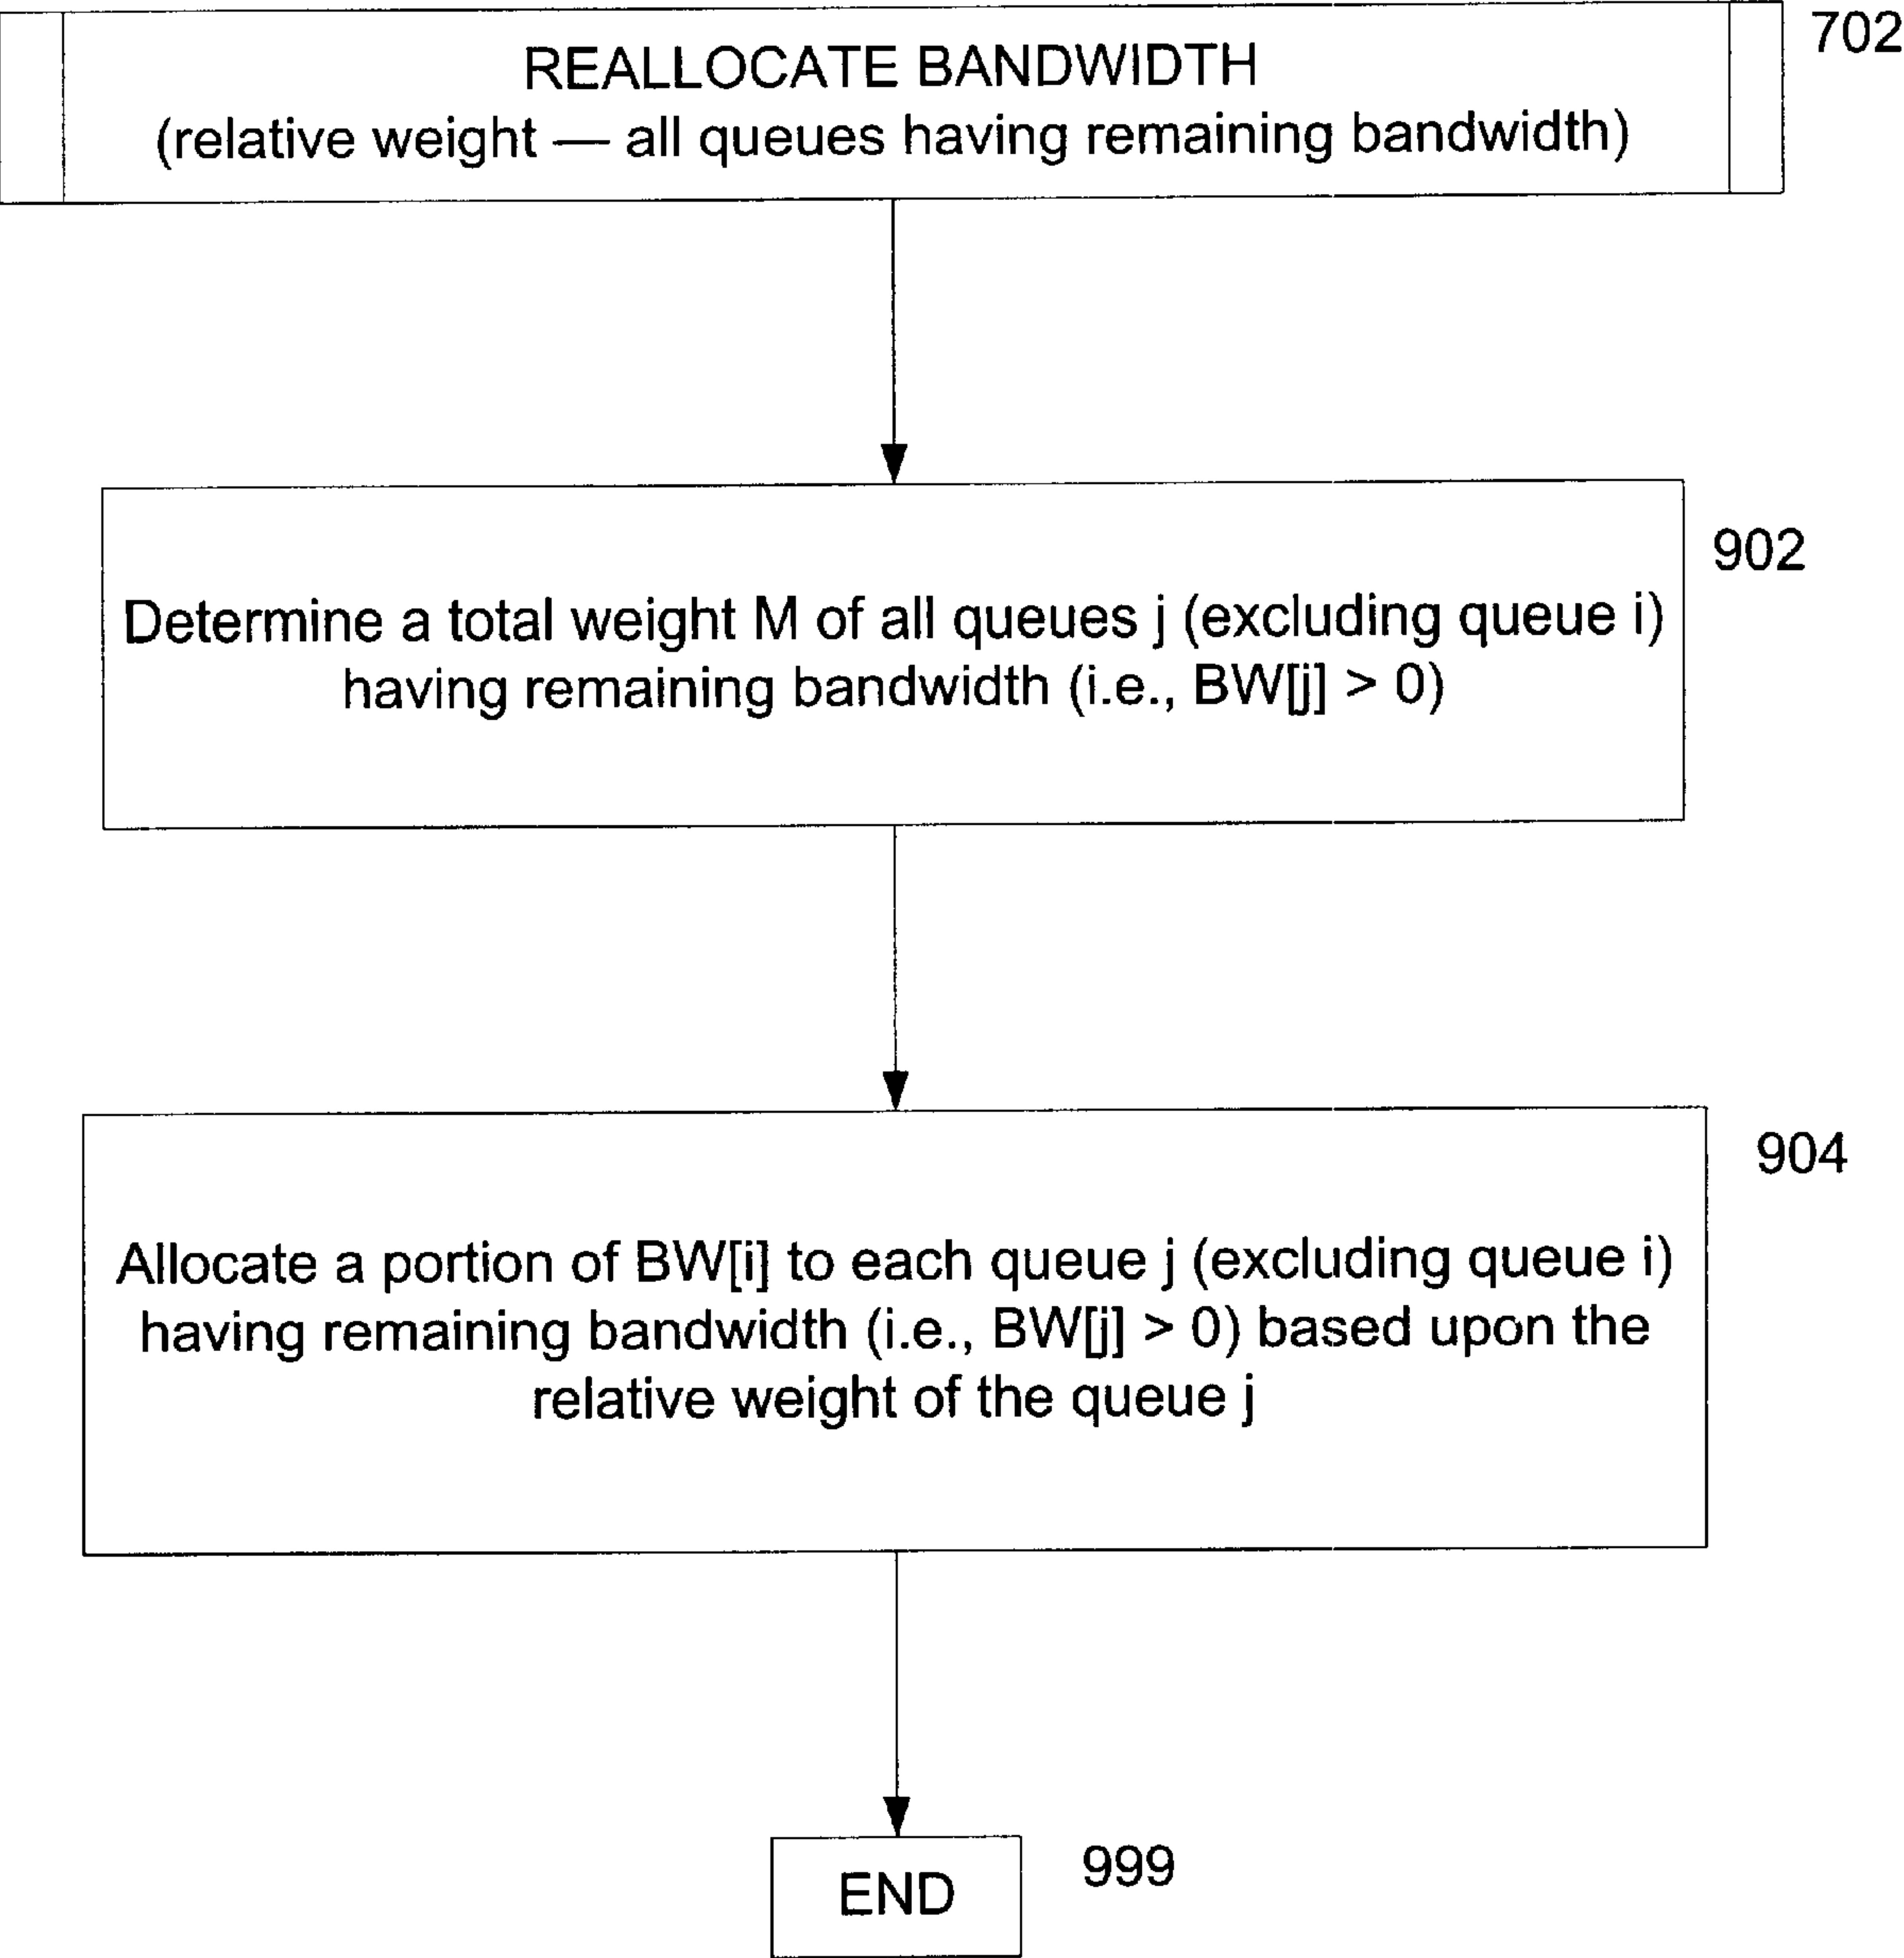 REALLOCATE BANDWIDTH
(relative weight — all queues having remaining bandwidth)
702
902
Determine a total weight M of all queues j (excluding queue i)
having remaining bandwidth (i.e., BW[j] > 0)
904
Allocate a portion of BW[i] to each queue j (excluding queue i)
having remaining bandwidth (i.e., BW[j] > 0) based upon the
relative weight of the queue j
END
999